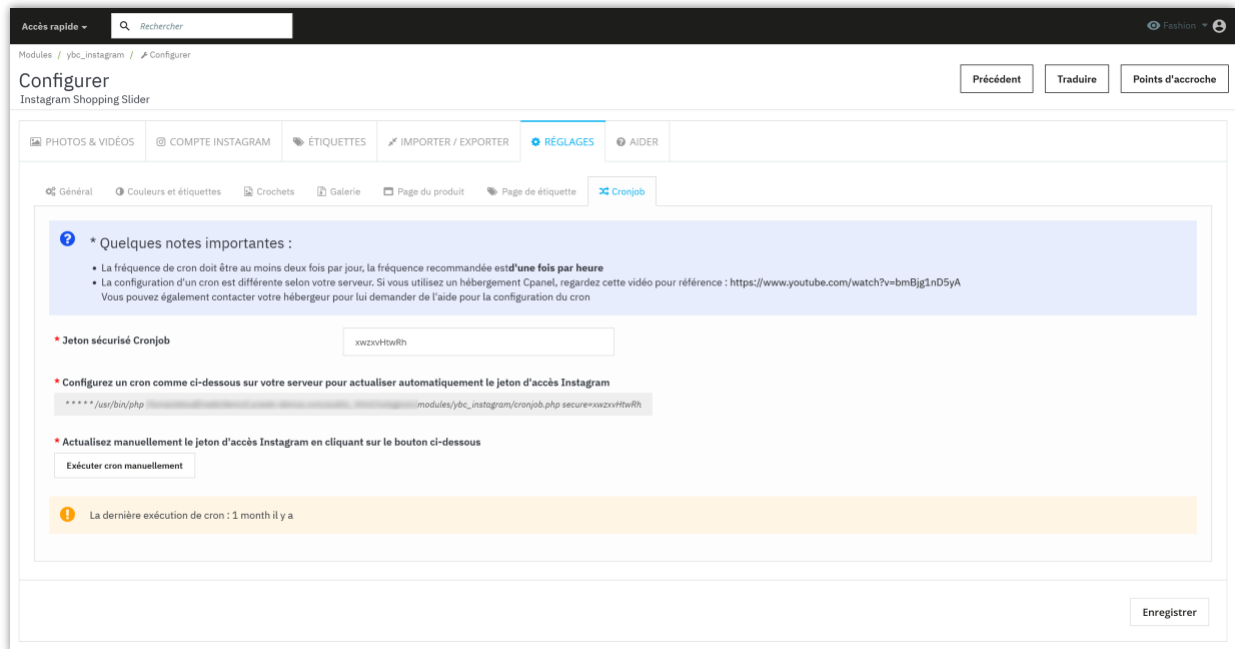 Accès rapide
Rechercher
Fashion
Modules / ybc_instagram / Configurer
Configurer
Instagram Shopping Slider
Précédent
Traduire
Points d'accroche
PHOTOS & VIDÉOS
COMPTE INSTAGRAM
ÉTIQUETTES
IMPORTER / EXPORTER
RÉGLAGES
AIDER
Général
Couleurs et étiquettes
Crochets
Galerie
Page du produit
Page de étiquette
Cronjob
* Quelques notes importantes :
• La fréquence de cron doit être au moins deux fois par jour, la fréquence recommandée estd'une fois par heure
• La configuration d'un cron est différente selon votre serveur. Si vous utilisez un hébergement Cpanel, regardez cette vidéo pour référence : https://www.youtube.com/watch?v=bmBjg1nD5yA
Vous pouvez également contacter votre hébergeur pour lui demander de l'aide pour la configuration du cron
* Jeton sécurisé Cronjob
xwzxvHtwRh
* Configurez un cron comme ci-dessous sur votre serveur pour actualiser automatiquement le jeton d'accès Instagram
* * * * * /usr/bin/php modules/ybc_instagram/cronjob.php secure=xwzxvHtwRh
* Actualisez manuellement le jeton d'accès Instagram en cliquant sur le bouton ci-dessous
Exécuter cron manuellement
La dernière exécution de cron : 1 month il y a
Enregistrer